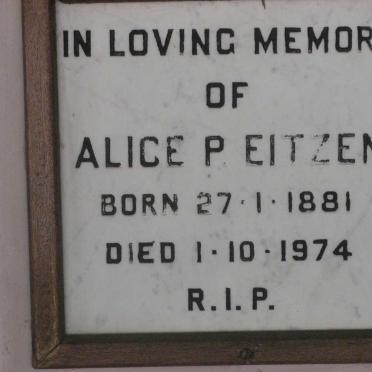 IN LOVING MEMOR
OF
ALICE P EITZEN
BORN 27·1·1881
DIED 1·10·1974
R.I.P.